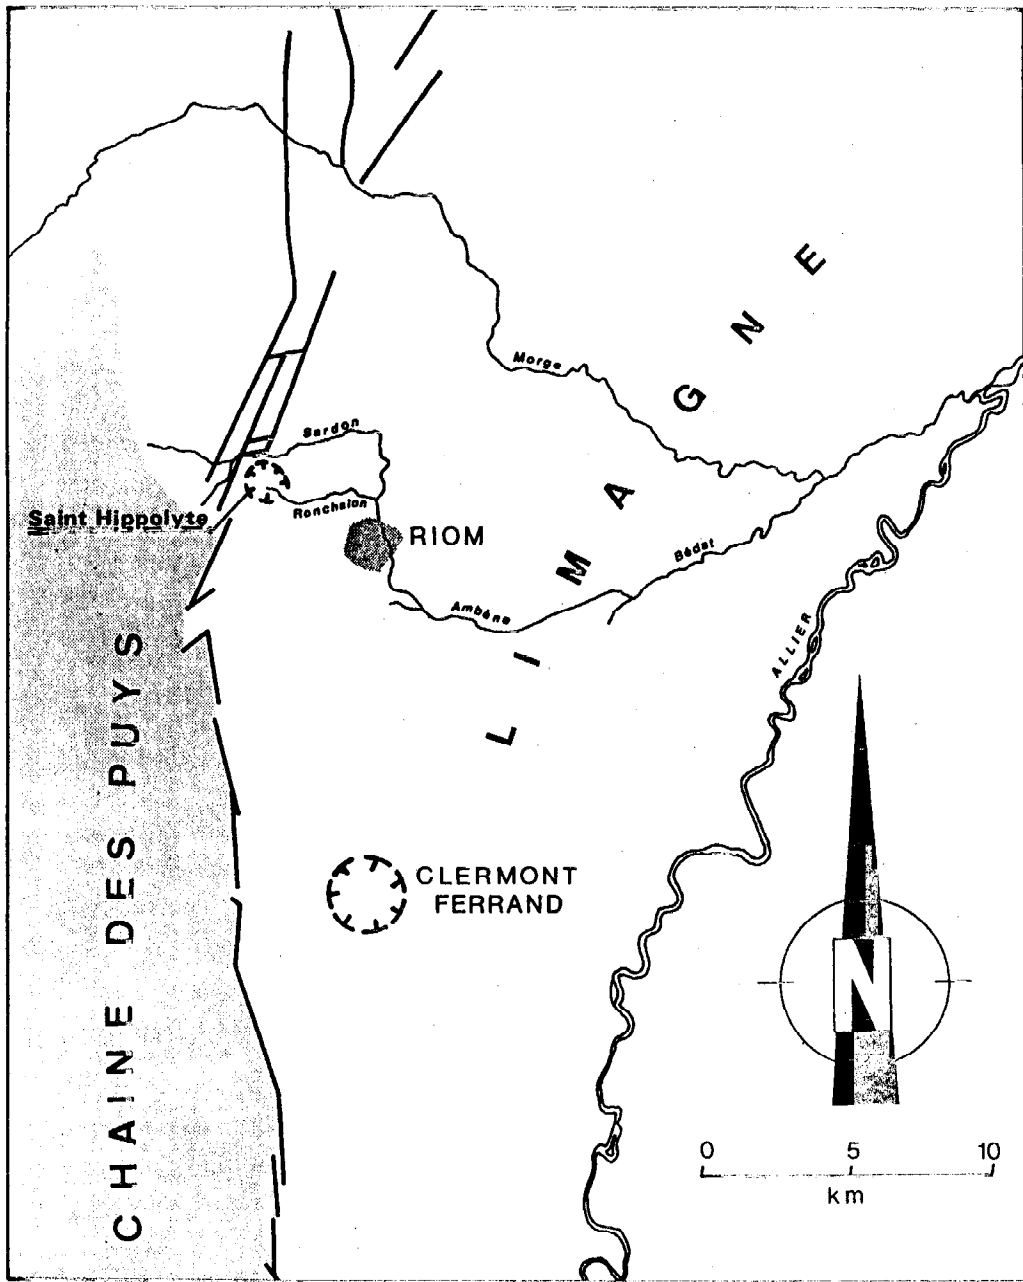 LIMAGNE
Morge
Sardon
Saint Hippolyte
Ronchalon
RIOM
Bédat
Ambène
ALLIER
CHAINE DES PUYS
CLERMONT
FERRAND
N
0 5 10
km